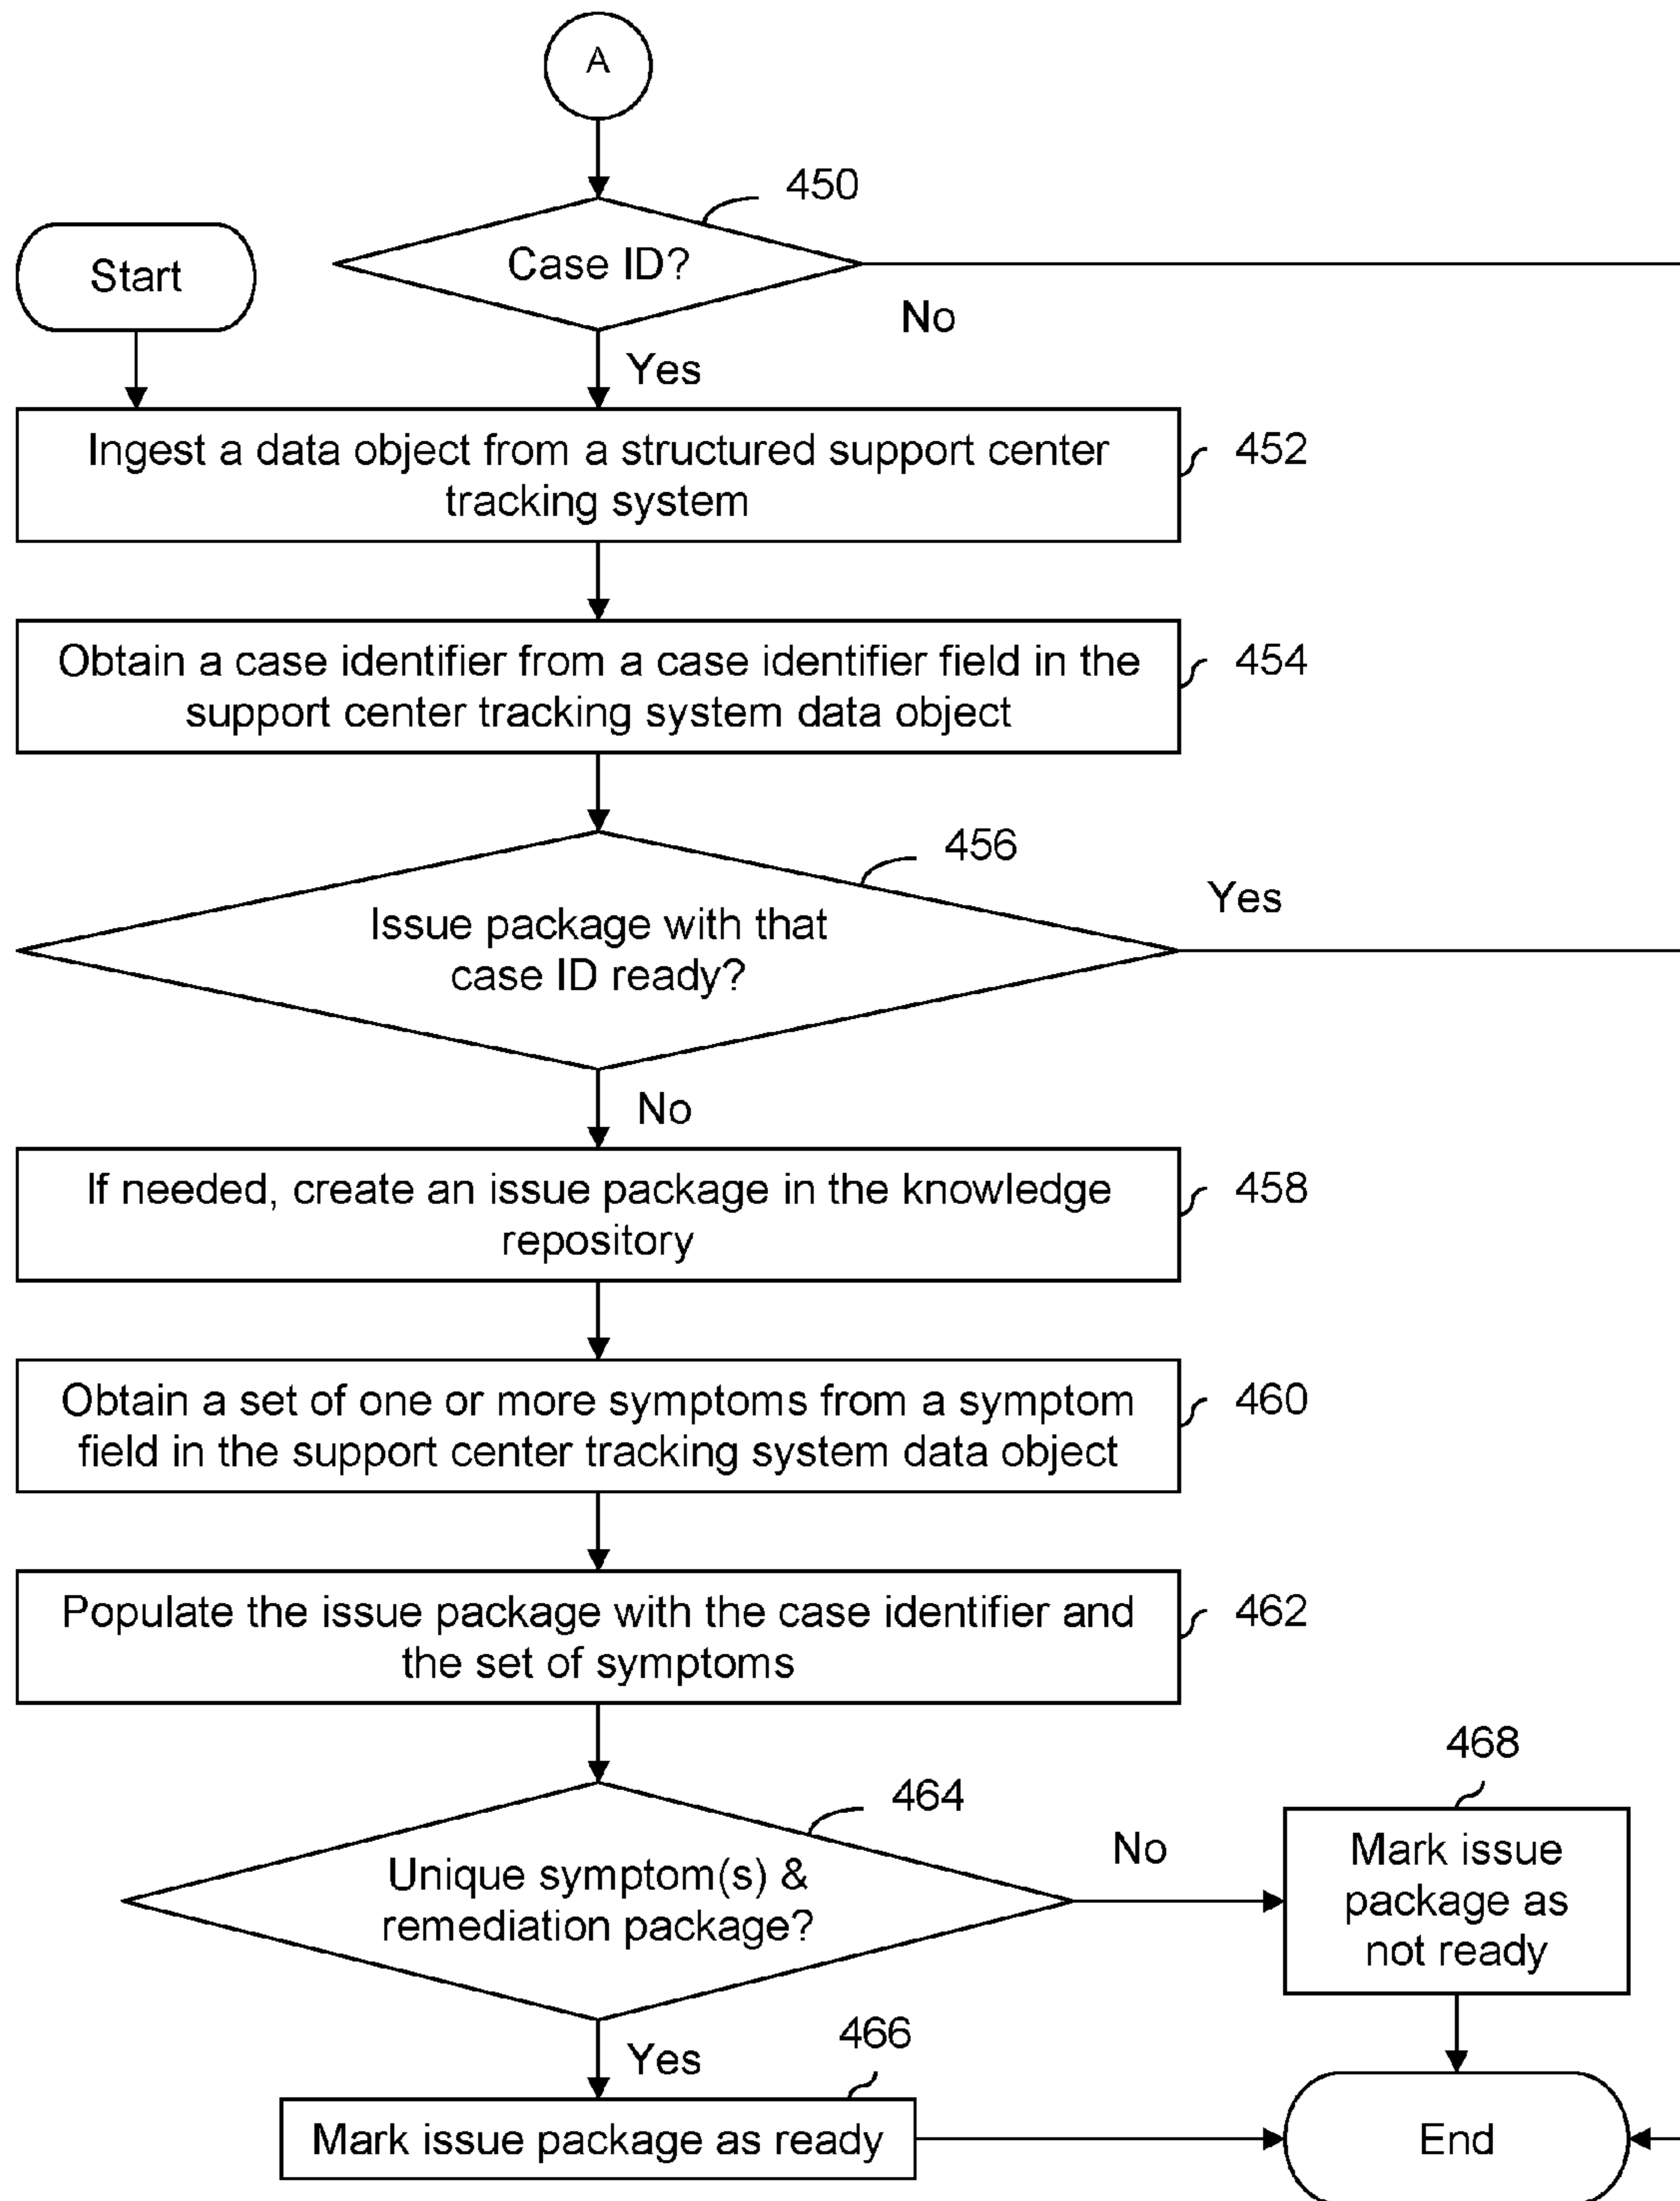 A
450
Case ID?
Start
No
Yes
Ingest a data object from a structured support center
tracking system
452
Obtain a case identifier from a case identifier field in the
support center tracking system data object
454
456
Issue package with that
case ID ready?
Yes
No
If needed, create an issue package in the knowledge
repository
458
Obtain a set of one or more symptoms from a symptom
field in the support center tracking system data object
460
Populate the issue package with the case identifier and
the set of symptoms
462
464
Unique symptom(s) &
remediation package?
No
468
Mark issue
package as
not ready
Yes
466
Mark issue package as ready
End